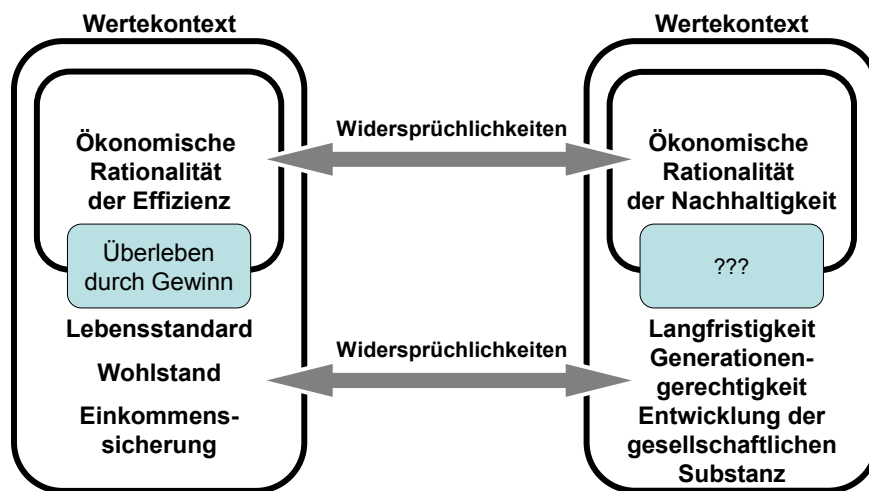 Wertekontext
Ökonomische
Rationalität
der Effizienz
Überleben
durch Gewinn
Lebensstandard
Wohlstand
Einkommens-
sicherung
Widersprüchlichkeiten
Widersprüchlichkeiten
Wertekontext
Ökonomische
Rationalität
der Nachhaltigkeit
???
Langfristigkeit
Generationen-
gerechtigkeit
Entwicklung der
gesellschaftlichen
Substanz